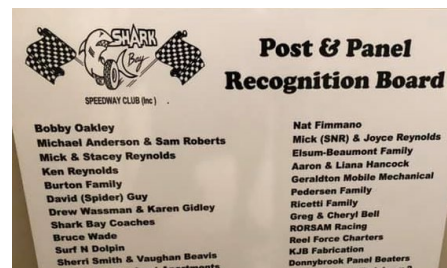 SHARK
Bay
SPEEDWAY CLUB (Inc)
Post & Panel
Recognition Board
Bobby Oakley
Michael Anderson & Sam Roberts
Mick & Stacey Reynolds
Ken Reynolds
Burton Family
David (Spider) Guy
Drew Wassman & Karen Gidley
Shark Bay Coaches
Bruce Wade
Surf N Dolpin
Sherri Smith & Vaughan Beavis
Nat Fimmano
Mick (SNR) & Joyce Reynolds
Elsum-Beaumont Family
Aaron & Liana Hancock
Geraldton Mobile Mechanical
Pedersen Family
Ricetti Family
Greg & Cheryl Bell
RORSAM Racing
Reel Force Charters
KJB Fabrication
Donnybrook Panel Beaters